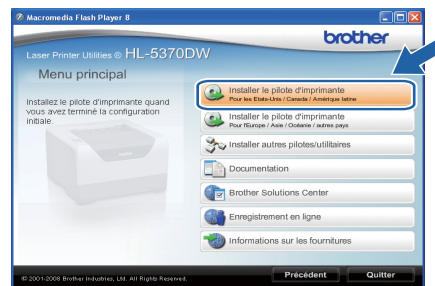 Macromedia Flash Player 8
brother
Laser Printer Utilities ® HL-5370DW
Menu principal
Installez le pilote d'imprimante quand
vous avez terminé la configuration
initiale.
Installer le pilote d'imprimante
Pour les Etats-Unis / Canada / Amérique latine
Installer le pilote d'imprimante
Pour l'Europe / Asie / Océanie / autres pays
Installer autres pilotes/utilitaires
Documentation
Brother Solutions Center
Enregistrement en ligne
Informations sur les fournitures
© 2001-2008 Brother Industries, Ltd. All Rights Reserved.
Précédent
Quitter